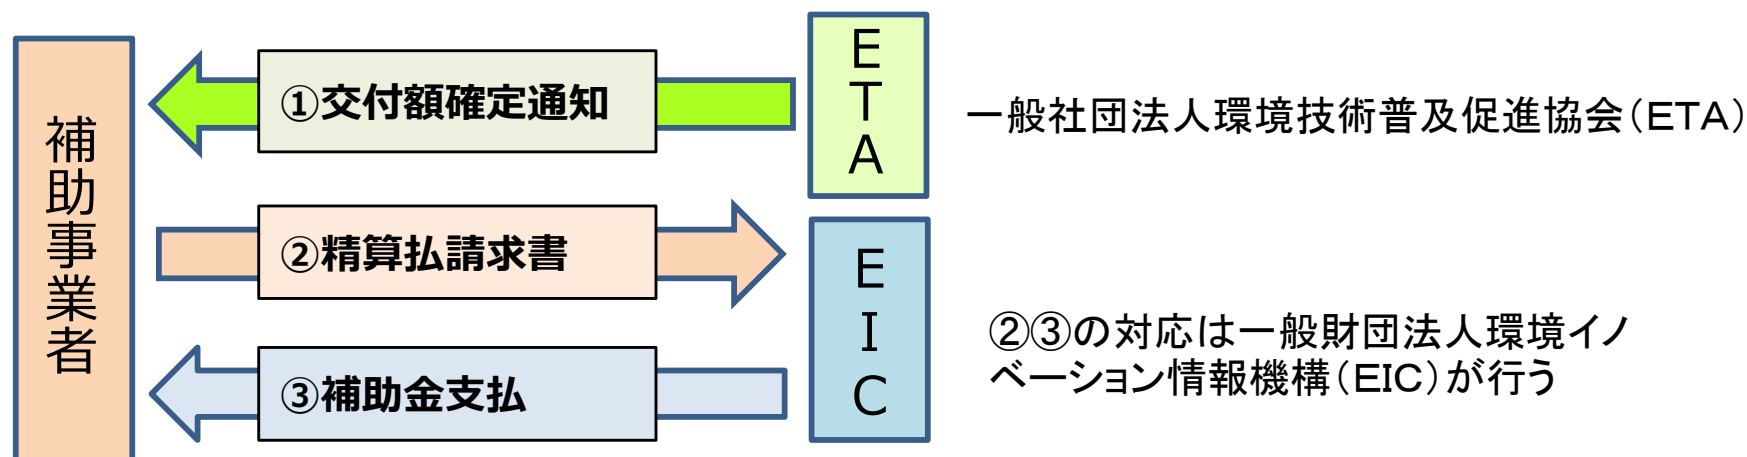 補助事業者
①交付額確定通知
②精算払請求書
③補助金支払
ETA
EIC
一般社団法人環境技術普及促進協会（ETA）
②③の対応は一般財団法人環境イノ
ベーション情報機構（EIC）が行う